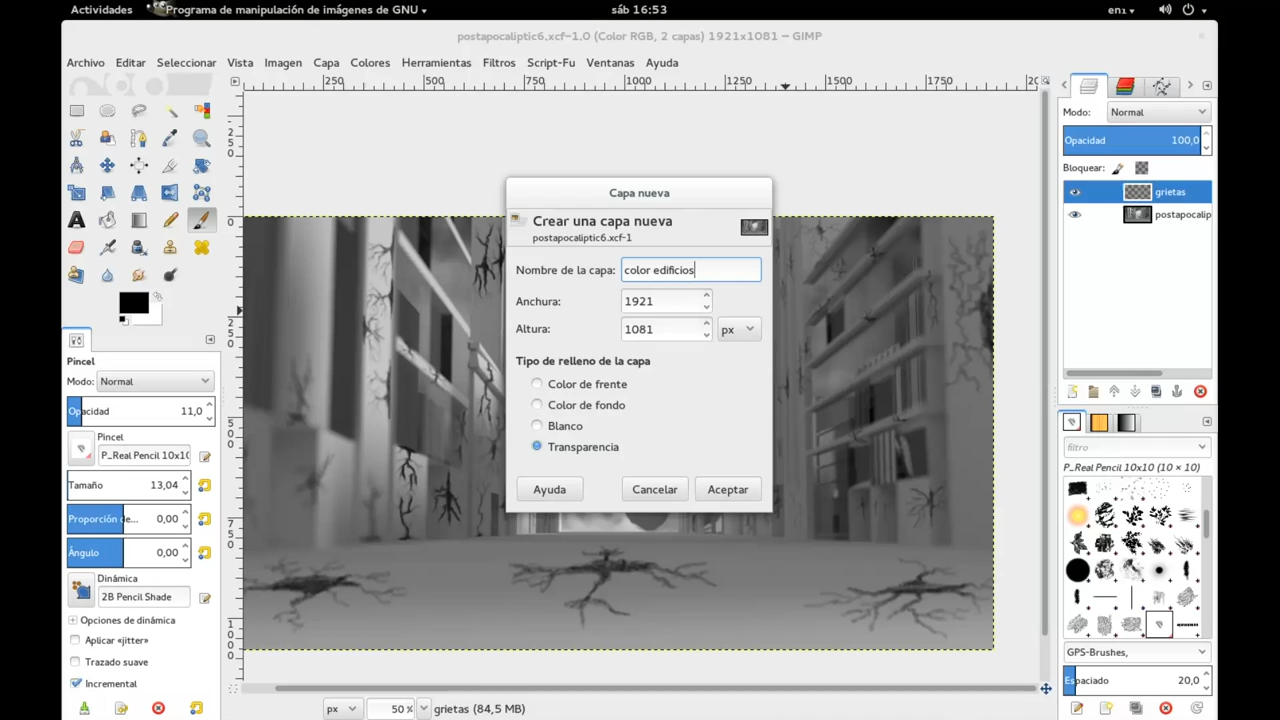 Actividades Programa de manipulación de imágenes de GNU sáb 16:53 en₁
postapocaliptic6.xcf-1.0 (Color RGB, 2 capas) 1921x1081 – GIMP
Archivo Editar Seleccionar Vista Imagen Capa Colores Herramientas Filtros Script-Fu Ventanas Ayuda
250 500 750 1000 1250 1500 1750
Modo: Normal
Opacidad 100,0
Bloquear:
grietas
postapocalip
Capa nueva
Crear una capa nueva
postapocaliptic6.xcf-1
Nombre de la capa: color edificios
Anchura: 1921
Altura: 1081 px
Tipo de relleno de la capa
Color de frente
Color de fondo
Blanco
Transparencia
Ayuda Cancelar Aceptar
Pincel
Modo: Normal
Opacidad 11,0
Pincel
P_Real Pencil 10x10
Tamaño 13,04
Proporción de... 0,00
Ángulo 0,00
Dinámica
2B Pencil Shade
Opciones de dinámica
Aplicar «jitter»
Trazado suave
Incremental
filtro
P_Real Pencil 10x10 (10 × 10)
GPS-Brushes,
Espaciado 20,0
px 50 % grietas (84,5 MB)